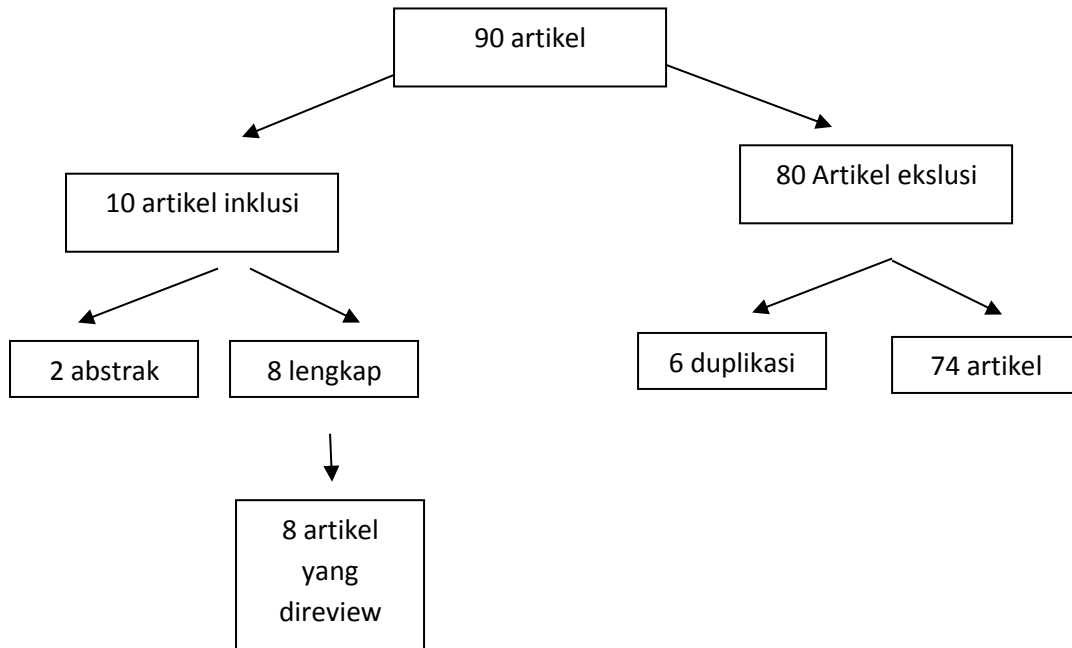 90 artikel
10 artikel inklusi
80 Artikel ekslusi
2 abstrak
8 lengkap
6 duplikasi
74 artikel
8 artikel
yang
direview